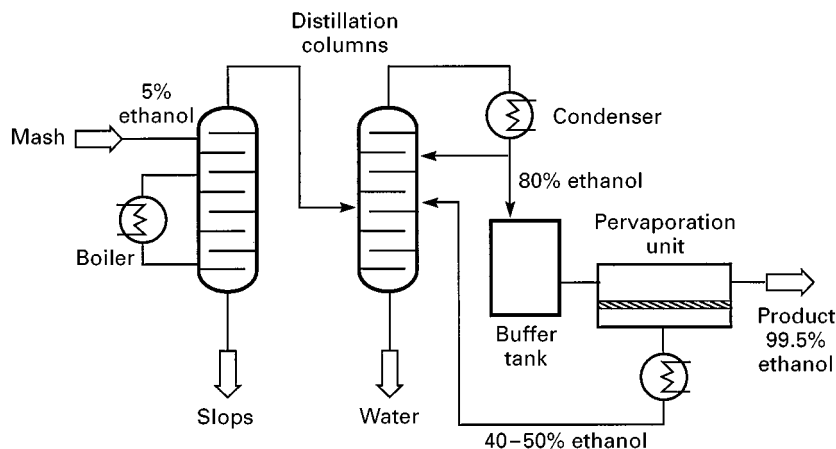 Distillation
columns
5%
ethanol
Mash
Condenser
80% ethanol
Boiler
Pervaporation
unit
Buffer
tank
Product
99.5%
ethanol
Slops
Water
40–50% ethanol